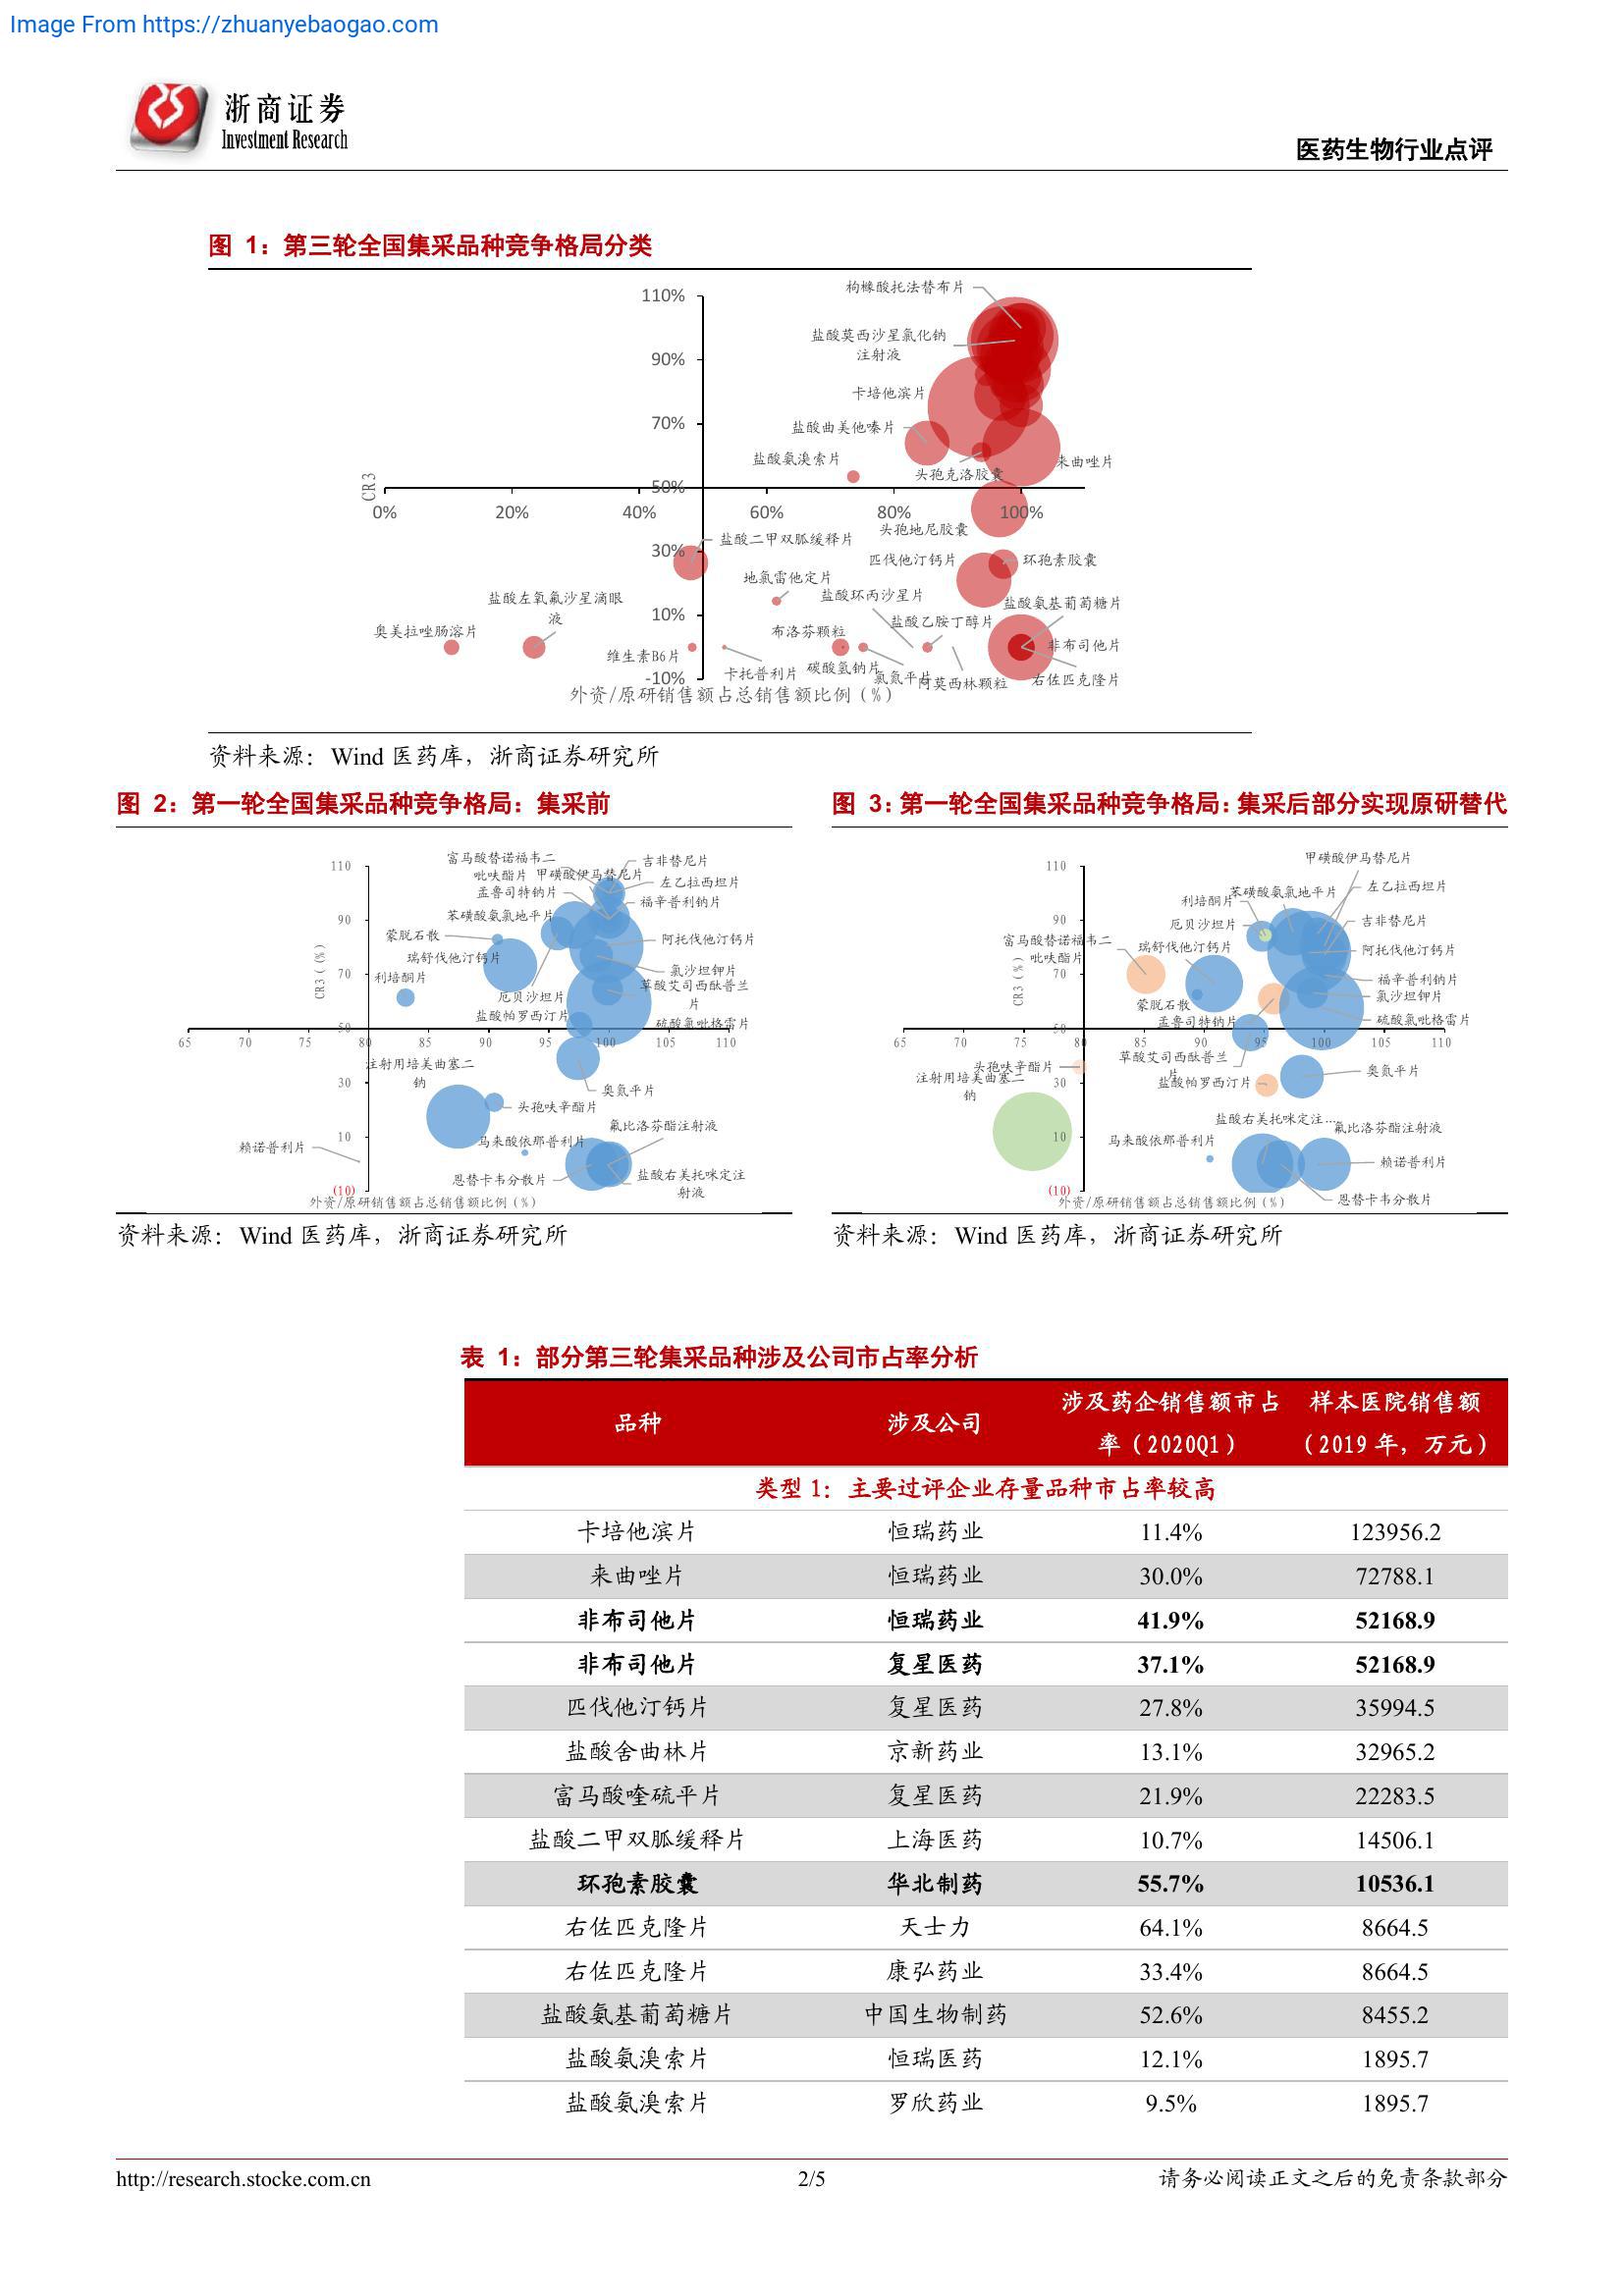 Image From https://zhuanyebaogao.com
浙商证券
Investment Research
医药生物行业点评
图 1：第三轮全国集采品种竞争格局分类
枸橼酸托法替布片
110%
盐酸莫西沙星氯化钠
注射液
90%
卡培他滨片
70%
盐酸曲美他嗪片
盐酸氨溴索片
头孢克洛胶囊
来曲唑片
CR3
50%
0%
20%
40%
60%
80%
100%
头孢地尼胶囊
盐酸二甲双胍缓释片
30%
匹伐他汀钙片
环孢素胶囊
地氯雷他定片
盐酸左氧氟沙星滴眼
液
盐酸环丙沙星片
盐酸氨基葡萄糖片
10%
盐酸乙胺丁醇片
奥美拉唑肠溶片
布洛芬颗粒
非布司他片
维生素B6片
卡托普利片
碳酸氢钠片
氯氮平片
阿莫西林颗粒
右佐匹克隆片
-10%
外资/原研销售额占总销售额比例（%）
资料来源：Wind 医药库，浙商证券研究所
图 2：第一轮全国集采品种竞争格局：集采前
富马酸替诺福韦二
吡呋酯片
甲磺酸伊马替尼片
吉非替尼片
110
左乙拉西坦片
孟鲁司特钠片
福辛普利钠片
苯磺酸氨氯地平片
90
蒙脱石散
阿托伐他汀钙片
瑞舒伐他汀钙片
氯沙坦钾片
CR3（%）
70
利培酮片
草酸艾司西酞普兰
片
厄贝沙坦片
盐酸帕罗西汀片
硫酸氯吡格雷片
50
65
70
75
80
85
90
95
100
105
110
注射用培美曲塞二
钠
30
奥氮平片
头孢呋辛酯片
氟比洛芬酯注射液
10
马来酸依那普利片
赖诺普利片
恩替卡韦分散片
盐酸右美托咪定注
射液
(10)
外资/原研销售额占总销售额比例（%）
资料来源：Wind 医药库，浙商证券研究所
图 3：第一轮全国集采品种竞争格局：集采后部分实现原研替代
甲磺酸伊马替尼片
110
左乙拉西坦片
苯磺酸氨氯地平片
利培酮片
90
吉非替尼片
厄贝沙坦片
富马酸替诺福韦二
吡呋酯片
瑞舒伐他汀钙片
阿托伐他汀钙片
CR3（%）
70
福辛普利钠片
蒙脱石散
氯沙坦钾片
孟鲁司特钠片
硫酸氯吡格雷片
50
65
70
75
80
85
90
95
100
105
110
草酸艾司西酞普兰
片
头孢呋辛酯片
注射用培美曲塞二
钠
奥氮平片
30
盐酸帕罗西汀片
盐酸右美托咪定注...
氟比洛芬酯注射液
10
马来酸依那普利片
赖诺普利片
恩替卡韦分散片
(10)
外资/原研销售额占总销售额比例（%）
资料来源：Wind 医药库，浙商证券研究所
表 1：部分第三轮集采品种涉及公司市占率分析
品种 涉及公司 涉及药企销售额市占率（2020Q1） 样本医院销售额（2019 年，万元）
类型 1：主要过评企业存量品种市占率较高
卡培他滨片 恒瑞药业 11.4% 123956.2
来曲唑片 恒瑞药业 30.0% 72788.1
非布司他片 恒瑞药业 41.9% 52168.9
非布司他片 复星医药 37.1% 52168.9
匹伐他汀钙片 复星医药 27.8% 35994.5
盐酸舍曲林片 京新药业 13.1% 32965.2
富马酸喹硫平片 复星医药 21.9% 22283.5
盐酸二甲双胍缓释片 上海医药 10.7% 14506.1
环孢素胶囊 华北制药 55.7% 10536.1
右佐匹克隆片 天士力 64.1% 8664.5
右佐匹克隆片 康弘药业 33.4% 8664.5
盐酸氨基葡萄糖片 中国生物制药 52.6% 8455.2
盐酸氨溴索片 恒瑞医药 12.1% 1895.7
盐酸氨溴索片 罗欣药业 9.5% 1895.7
http://research.stocke.com.cn
2/5
请务必阅读正文之后的免责条款部分